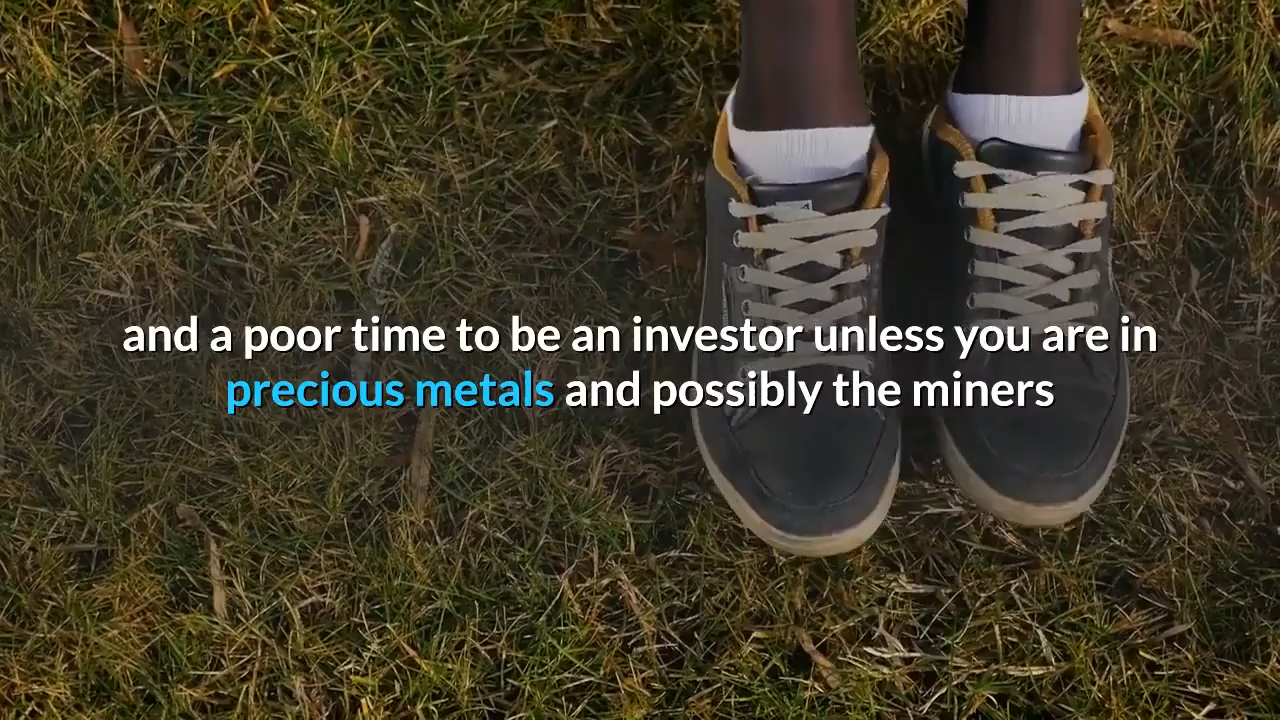 and a poor time to be an investor unless you are in
precious metals and possibly the miners